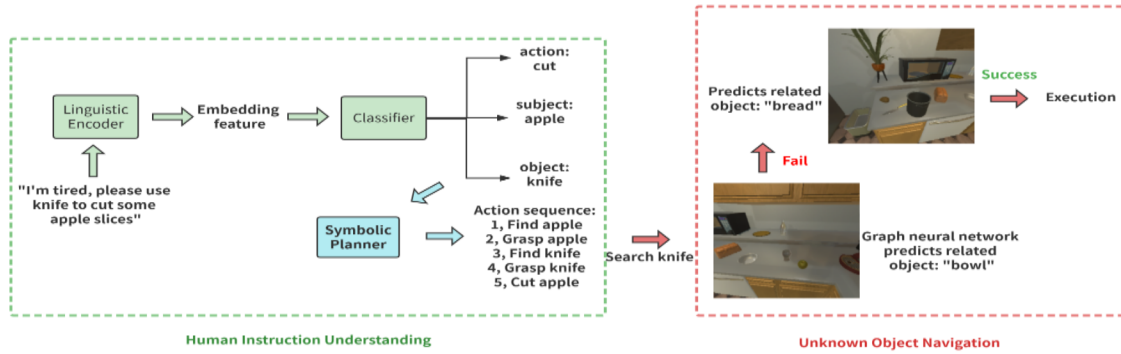 "I'm tired, please use
knife to cut some
apple slices"
Linguistic
Encoder
Embedding
feature
Classifier
action:
cut
subject:
apple
object:
knife
Symbolic
Planner
Action sequence:
1, Find apple
2, Grasp apple
3, Find knife
4, Grasp knife
5, Cut apple
Human Instruction Understanding
Search knife
Graph neural network
predicts related
object: "bowl"
Fail
Predicts related
object: "bread"
Success
Execution
Unknown Object Navigation